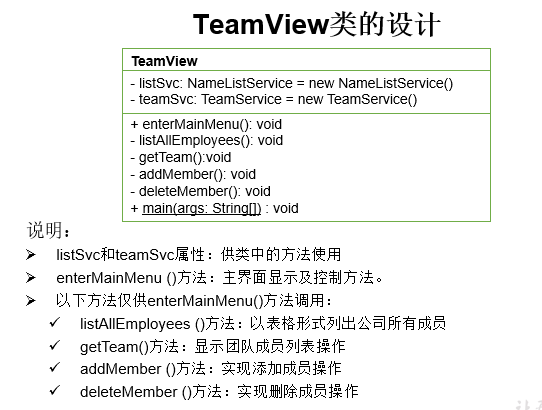 TeamView类的设计
TeamView
- listSvc: NameListService = new NameListService()
- teamSvc: TeamService = new TeamService()
+ enterMainMenu(): void
- listAllEmployees(): void
- getTeam():void
- addMember(): void
- deleteMember(): void
+ main(args: String[]) : void
说明：
➢ listSvc和teamSvc属性：供类中的方法使用
➢ enterMainMenu ()方法：主界面显示及控制方法。
➢ 以下方法仅供enterMainMenu()方法调用：
✓ listAllEmployees ()方法：以表格形式列出公司所有成员
✓ getTeam()方法：显示团队成员列表操作
✓ addMember ()方法：实现添加成员操作
✓ deleteMember ()方法：实现删除成员操作